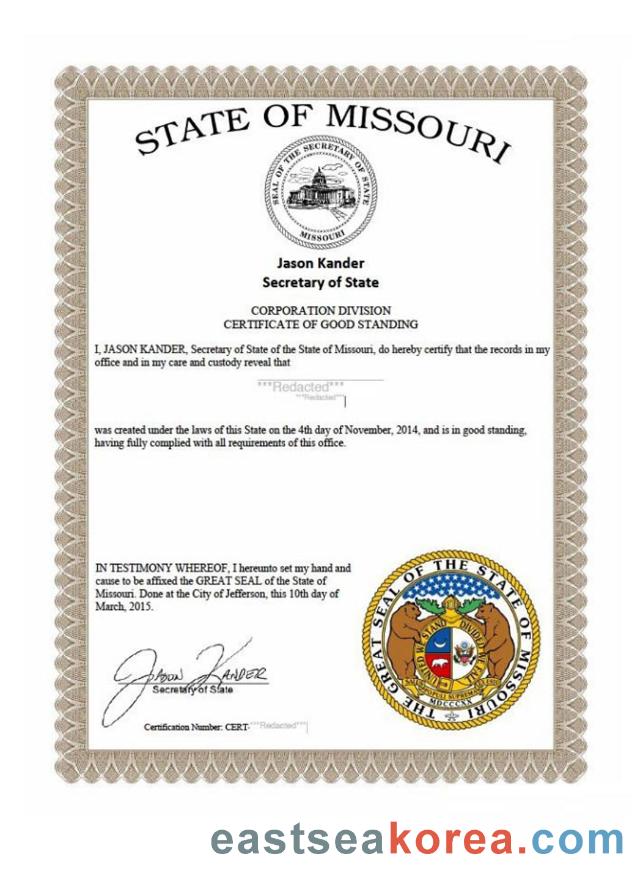 STATE OF MISSOURI
SEAL OF THE SECRETARY OF STATE
MISSOURI
Jason Kander
Secretary of State
CORPORATION DIVISION
CERTIFICATE OF GOOD STANDING
I, JASON KANDER, Secretary of State of the State of Missouri, do hereby certify that the records in my
office and in my care and custody reveal that
***Redacted***
***Redacted***
was created under the laws of this State on the 4th day of November, 2014, and is in good standing,
having fully complied with all requirements of this office.
IN TESTIMONY WHEREOF, I hereunto set my hand and
cause to be affixed the GREAT SEAL of the State of
Missouri. Done at the City of Jefferson, this 10th day of
March, 2015.
THE GREAT SEAL OF THE STATE OF MISSOURI
UNITED WE STAND DIVIDED WE FALL
MDCCCXX
JASON KANDER
Secretary of State
Certification Number: CERT-***Redacted***
eastseakorea.com